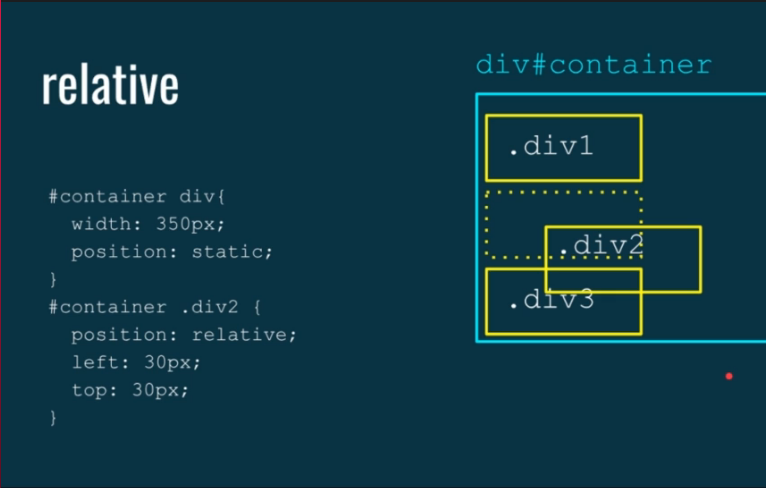 relative
#container div{
  width: 350px;
  position: static;
}
#container .div2 {
  position: relative;
  left: 30px;
  top: 30px;
}
div#container
.div1
.div2
.div3